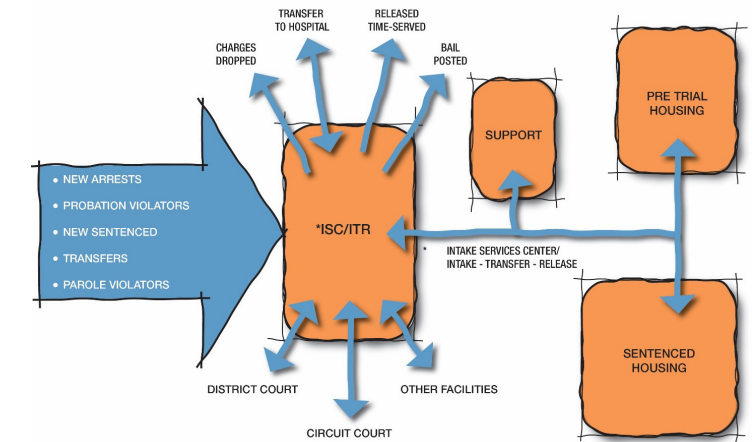 TRANSFER
TO HOSPITAL
RELEASED
TIME-SERVED
CHARGES
DROPPED
BAIL
POSTED
PRE TRIAL
HOUSING
SUPPORT
• NEW ARRESTS
• PROBATION VIOLATORS
• NEW SENTENCED
• TRANSFERS
• PAROLE VIOLATORS
*ISC/ITR
* INTAKE SERVICES CENTER/
INTAKE - TRANSFER - RELEASE
SENTENCED
HOUSING
DISTRICT COURT
OTHER FACILITIES
CIRCUIT COURT